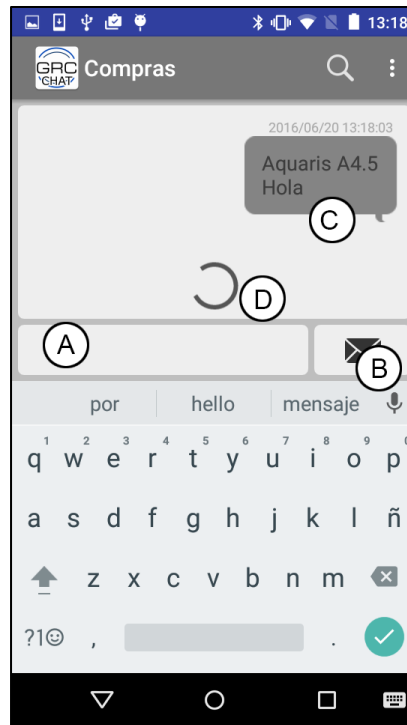 13:18
GRC
CHAT
Compras
2016/06/20 13:18:03
Aquaris A4.5
Hola
C
D
A
B
por hello mensaje
1 2 3 4 5 6 7 8 9 0
q w e r t y u i o p
a s d f g h j k l ñ
z x c v b n m
?1☺ , .